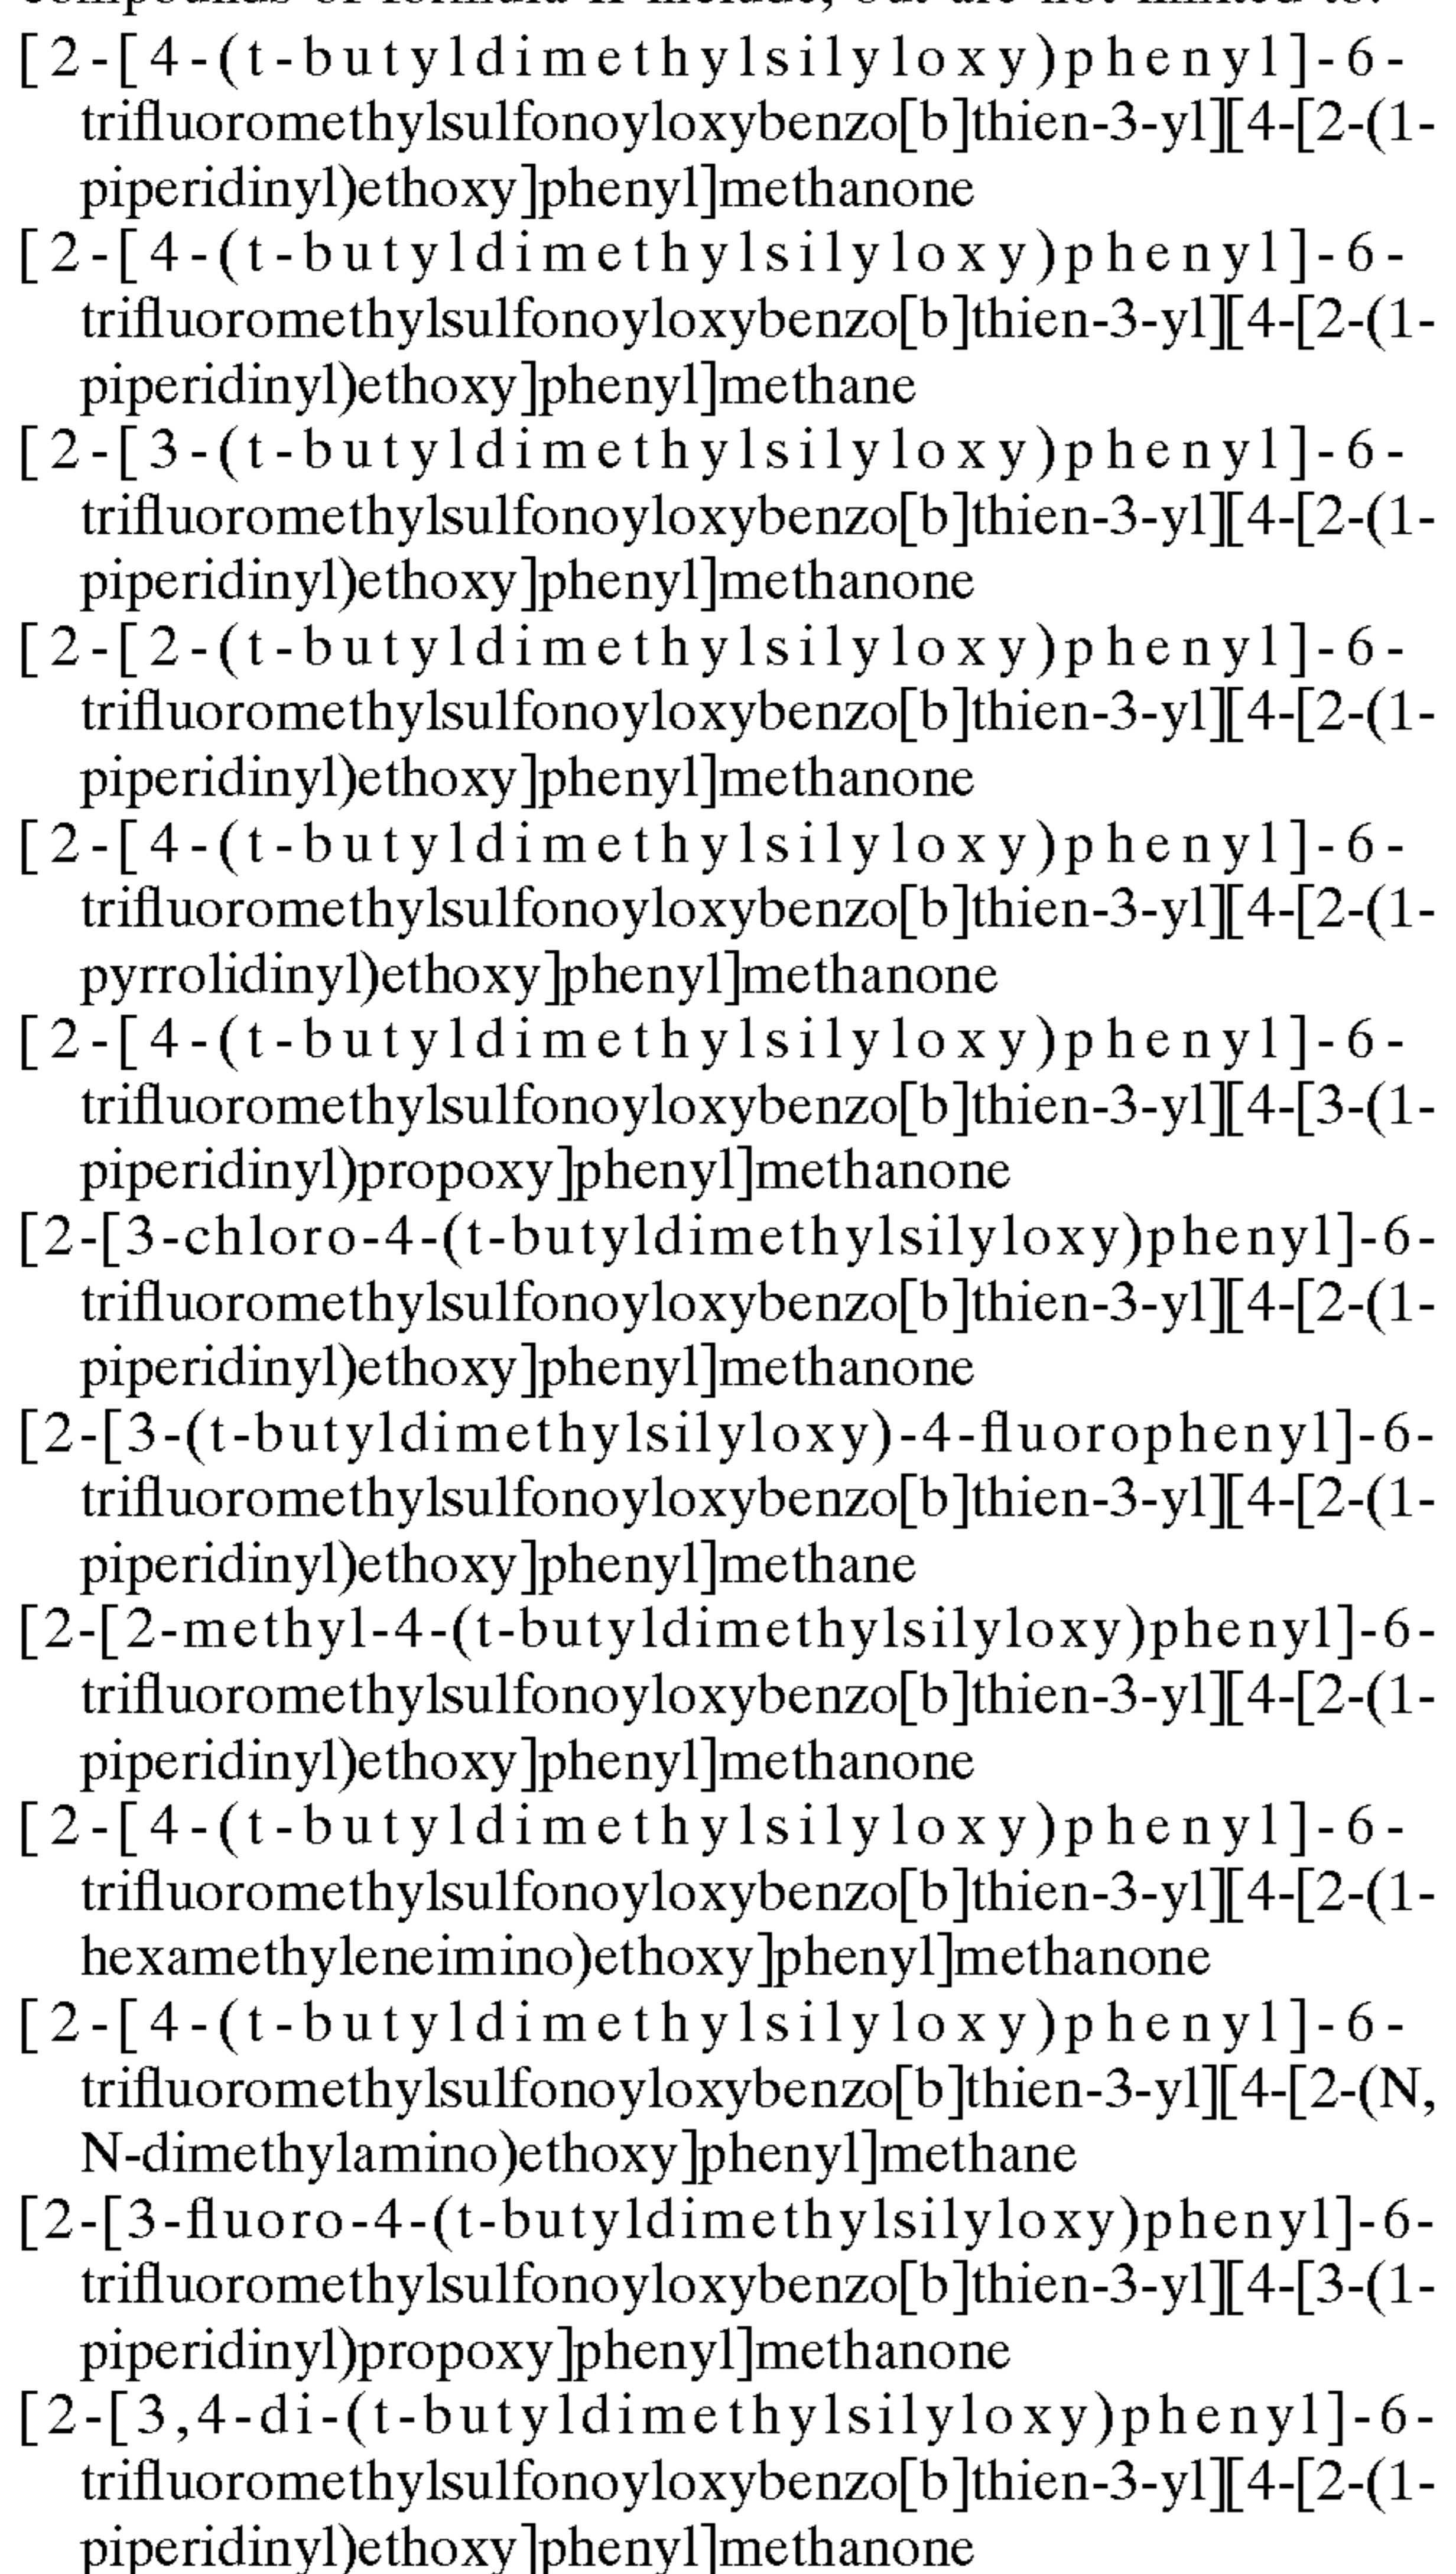 compounds of formula II include, but are not limited to:
[2-[4-(t-butyldimethylsilyloxy)phenyl]-6-
trifluoromethylsulfonoyloxybenzo[b]thien-3-yl][4-[2-(1-
piperidinyl)ethoxy]phenyl]methanone
[2-[4-(t-butyldimethylsilyloxy)phenyl]-6-
trifluoromethylsulfonoyloxybenzo[b]thien-3-yl][4-[2-(1-
piperidinyl)ethoxy]phenyl]methane
[2-[3-(t-butyldimethylsilyloxy)phenyl]-6-
trifluoromethylsulfonoyloxybenzo[b]thien-3-yl][4-[2-(1-
piperidinyl)ethoxy]phenyl]methanone
[2-[2-(t-butyldimethylsilyloxy)phenyl]-6-
trifluoromethylsulfonoyloxybenzo[b]thien-3-yl][4-[2-(1-
piperidinyl)ethoxy]phenyl]methanone
[2-[4-(t-butyldimethylsilyloxy)phenyl]-6-
trifluoromethylsulfonoyloxybenzo[b]thien-3-yl][4-[2-(1-
pyrrolidinyl)ethoxy]phenyl]methanone
[2-[4-(t-butyldimethylsilyloxy)phenyl]-6-
trifluoromethylsulfonoyloxybenzo[b]thien-3-yl][4-[3-(1-
piperidinyl)propoxy]phenyl]methanone
[2-[3-chloro-4-(t-butyldimethylsilyloxy)phenyl]-6-
trifluoromethylsulfonoyloxybenzo[b]thien-3-yl][4-[2-(1-
piperidinyl)ethoxy]phenyl]methanone
[2-[3-(t-butyldimethylsilyloxy)-4-fluorophenyl]-6-
trifluoromethylsulfonoyloxybenzo[b]thien-3-yl][4-[2-(1-
piperidinyl)ethoxy]phenyl]methane
[2-[2-methyl-4-(t-butyldimethylsilyloxy)phenyl]-6-
trifluoromethylsulfonoyloxybenzo[b]thien-3-yl][4-[2-(1-
piperidinyl)ethoxy]phenyl]methanone
[2-[4-(t-butyldimethylsilyloxy)phenyl]-6-
trifluoromethylsulfonoyloxybenzo[b]thien-3-yl][4-[2-(1-
hexamethyleneimino)ethoxy]phenyl]methanone
[2-[4-(t-butyldimethylsilyloxy)phenyl]-6-
trifluoromethylsulfonoyloxybenzo[b]thien-3-yl][4-[2-(N,
N-dimethylamino)ethoxy]phenyl]methane
[2-[3-fluoro-4-(t-butyldimethylsilyloxy)phenyl]-6-
trifluoromethylsulfonoyloxybenzo[b]thien-3-yl][4-[3-(1-
piperidinyl)propoxy]phenyl]methanone
[2-[3,4-di-(t-butyldimethylsilyloxy)phenyl]-6-
trifluoromethylsulfonoyloxybenzo[b]thien-3-yl][4-[2-(1-
piperidinyl)ethoxy]phenyl]methanone